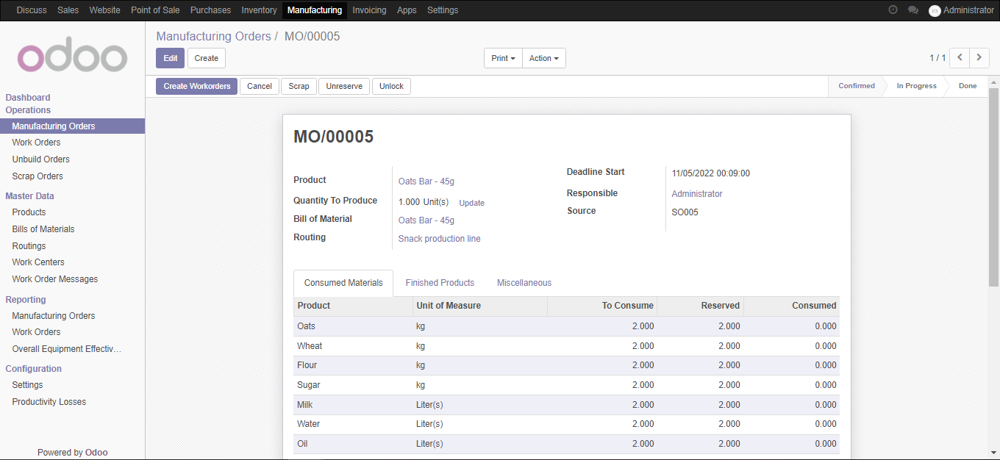 Discuss Sales Website Point of Sale Purchases Inventory Manufacturing Invoicing Apps Settings Administrator
odoo
Dashboard
Operations
Manufacturing Orders
Work Orders
Unbuild Orders
Scrap Orders
Master Data
Products
Bills of Materials
Routings
Work Centers
Work Order Messages
Reporting
Manufacturing Orders
Work Orders
Overall Equipment Effectiv…
Configuration
Settings
Productivity Losses
Powered by Odoo
Manufacturing Orders / MO/00005
Edit Create Print Action 1 / 1
Create Workorders Cancel Scrap Unreserve Unlock Confirmed In Progress Done
MO/00005
Product Oats Bar - 45g
Quantity To Produce 1.000 Unit(s) Update
Bill of Material Oats Bar - 45g
Routing Snack production line
Deadline Start 11/05/2022 00:09:00
Responsible Administrator
Source SO005
Consumed Materials Finished Products Miscellaneous
Product Unit of Measure To Consume Reserved Consumed
Oats kg 2.000 2.000 0.000
Wheat kg 2.000 2.000 0.000
Flour kg 2.000 2.000 0.000
Sugar kg 2.000 2.000 0.000
Milk Liter(s) 2.000 2.000 0.000
Water Liter(s) 2.000 2.000 0.000
Oil Liter(s) 2.000 2.000 0.000